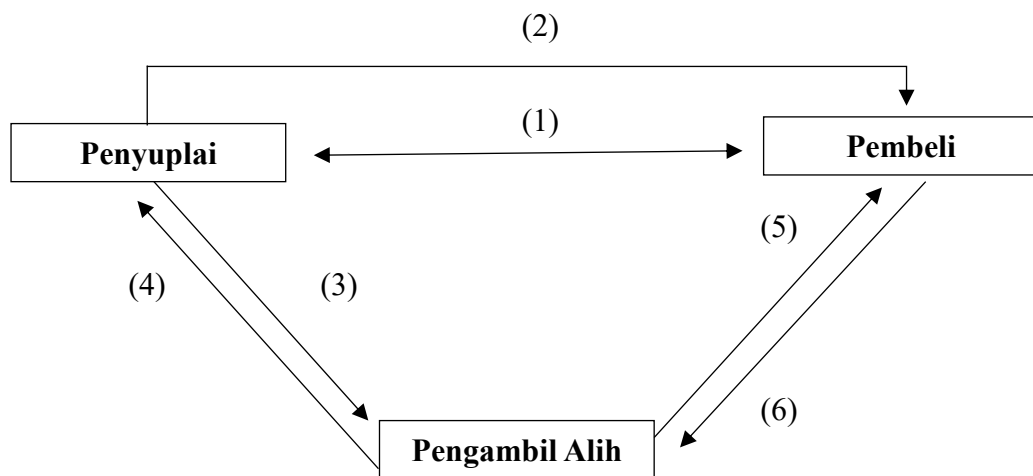 (2)
(1)
Penyuplai
Pembeli
(5)
(4)
(3)
(6)
Pengambil Alih